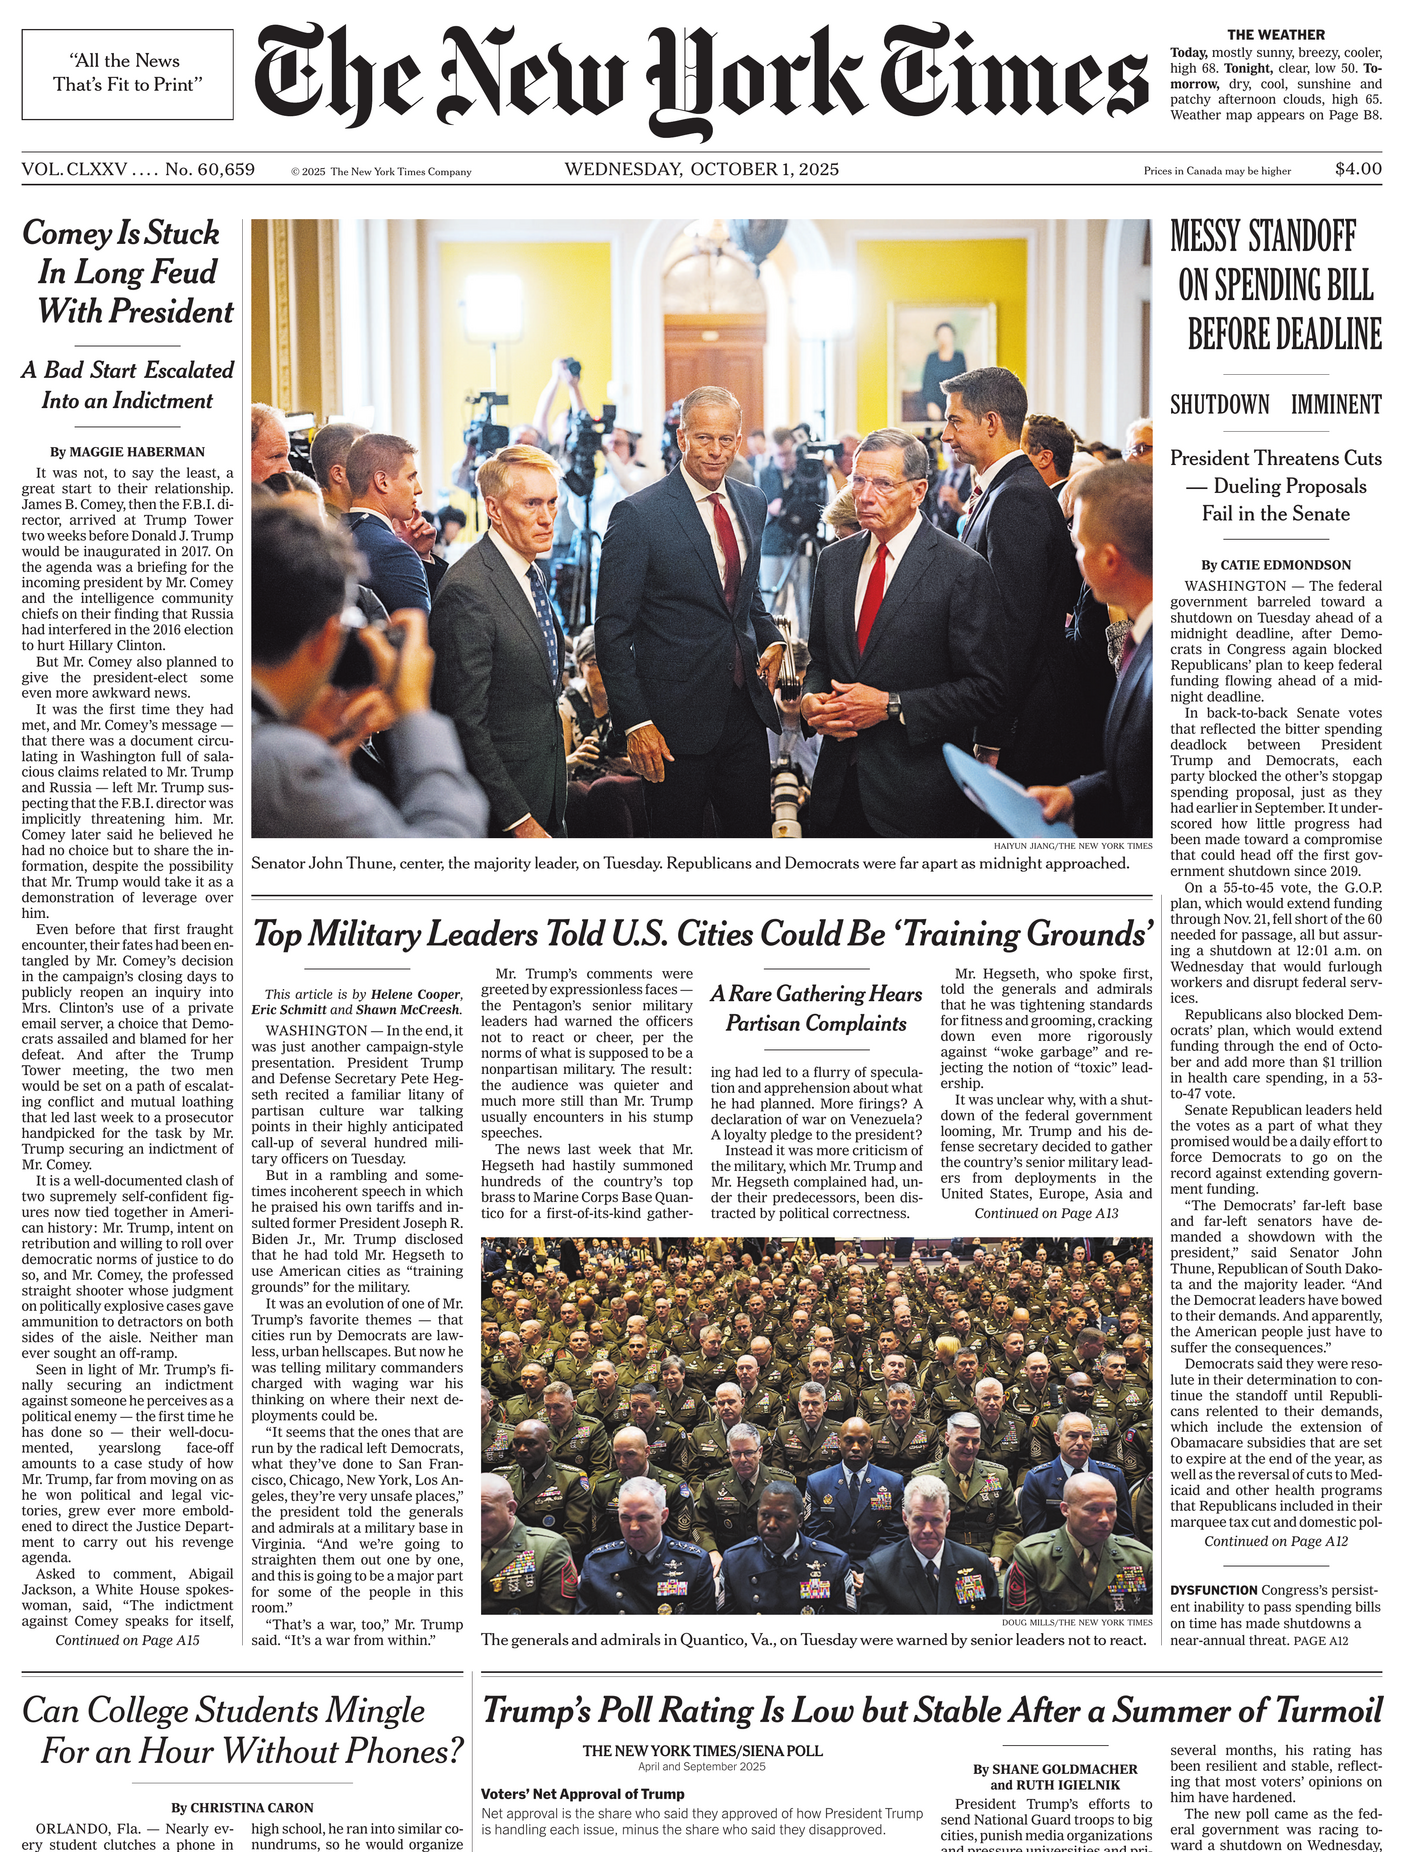 “All the News
That’s Fit to Print”
The New York Times
THE WEATHER
Today, mostly sunny, breezy, cooler,
high 68. Tonight, clear, low 50. To-
morrow, dry, cool, sunshine and
patchy afternoon clouds, high 65.
Weather map appears on Page B8.
VOL. CLXXV .... No. 60,659
© 2025 The New York Times Company
WEDNESDAY, OCTOBER 1, 2025
Prices in Canada may be higher
$4.00
Comey Is Stuck
In Long Feud
With President
A Bad Start Escalated
Into an Indictment
By MAGGIE HABERMAN
It was not, to say the least, a
great start to their relationship.
James B. Comey, then the F.B.I. di-
rector, arrived at Trump Tower
two weeks before Donald J. Trump
would be inaugurated in 2017. On
the agenda was a briefing for the
incoming president by Mr. Comey
and the intelligence community
chiefs on their finding that Russia
had interfered in the 2016 election
to hurt Hillary Clinton.
But Mr. Comey also planned to
give the president-elect some
even more awkward news.
It was the first time they had
met, and Mr. Comey’s message —
that there was a document circu-
lating in Washington full of sala-
cious claims related to Mr. Trump
and Russia — left Mr. Trump sus-
pecting that the F.B.I. director was
implicitly threatening him. Mr.
Comey later said he believed he
had no choice but to share the in-
formation, despite the possibility
that Mr. Trump would take it as a
demonstration of leverage over
him.
Even before that first fraught
encounter, their fates had been en-
tangled by Mr. Comey’s decision
in the campaign’s closing days to
publicly reopen an inquiry into
Mrs. Clinton’s use of a private
email server, a choice that Demo-
crats assailed and blamed for her
defeat. And after the Trump
Tower meeting, the two men
would be set on a path of escalat-
ing conflict and mutual loathing
that led last week to a prosecutor
handpicked for the task by Mr.
Trump securing an indictment of
Mr. Comey.
It is a well-documented clash of
two supremely self-confident fig-
ures now tied together in Ameri-
can history: Mr. Trump, intent on
retribution and willing to roll over
democratic norms of justice to do
so, and Mr. Comey, the professed
straight shooter whose judgment
on politically explosive cases gave
ammunition to detractors on both
sides of the aisle. Neither man
ever sought an off-ramp.
Seen in light of Mr. Trump’s fi-
nally securing an indictment
against someone he perceives as a
political enemy — the first time he
has done so — their well-docu-
mented, yearslong face-off
amounts to a case study of how
Mr. Trump, far from moving on as
he won political and legal vic-
tories, grew ever more embold-
ened to direct the Justice Depart-
ment to carry out his revenge
agenda.
Asked to comment, Abigail
Jackson, a White House spokes-
woman, said, “The indictment
against Comey speaks for itself,
Continued on Page A15
HAIYUN JIANG/THE NEW YORK TIMES
Senator John Thune, center, the majority leader, on Tuesday. Republicans and Democrats were far apart as midnight approached.
Top Military Leaders Told U.S. Cities Could Be ‘Training Grounds’
This article is by Helene Cooper,
Eric Schmitt and Shawn McCreesh.
WASHINGTON — In the end, it
was just another campaign-style
presentation. President Trump
and Defense Secretary Pete Heg-
seth recited a familiar litany of
partisan culture war talking
points in their highly anticipated
call-up of several hundred mili-
tary officers on Tuesday.
But in a rambling and some-
times incoherent speech in which
he praised his own tariffs and in-
sulted former President Joseph R.
Biden Jr., Mr. Trump disclosed
that he had told Mr. Hegseth to
use American cities as “training
grounds” for the military.
It was an evolution of one of Mr.
Trump’s favorite themes — that
cities run by Democrats are law-
less, urban hellscapes. But now he
was telling military commanders
charged with waging war his
thinking on where their next de-
ployments could be.
“It seems that the ones that are
run by the radical left Democrats,
what they’ve done to San Fran-
cisco, Chicago, New York, Los An-
geles, they’re very unsafe places,”
the president told the generals
and admirals at a military base in
Virginia. “And we’re going to
straighten them out one by one,
and this is going to be a major part
for some of the people in this
room.”
“That’s a war, too,” Mr. Trump
said. “It’s a war from within.”
Mr. Trump’s comments were
greeted by expressionless faces —
the Pentagon’s senior military
leaders had warned the officers
not to react or cheer, per the
norms of what is supposed to be a
nonpartisan military. The result:
the audience was quieter and
much more still than Mr. Trump
usually encounters in his stump
speeches.
The news last week that Mr.
Hegseth had hastily summoned
hundreds of the country’s top
brass to Marine Corps Base Quan-
tico for a first-of-its-kind gather-
A Rare Gathering Hears
Partisan Complaints
ing had led to a flurry of specula-
tion and apprehension about what
he had planned. More firings? A
declaration of war on Venezuela?
A loyalty pledge to the president?
Instead it was more criticism of
the military, which Mr. Trump and
Mr. Hegseth complained had, un-
der their predecessors, been dis-
tracted by political correctness.
Mr. Hegseth, who spoke first,
told the generals and admirals
that he was tightening standards
for fitness and grooming, cracking
down even more rigorously
against “woke garbage” and re-
jecting the notion of “toxic” lead-
ership.
It was unclear why, with a shut-
down of the federal government
looming, Mr. Trump and his de-
fense secretary decided to gather
the country’s senior military lead-
ers from deployments in the
United States, Europe, Asia and
Continued on Page A13
DOUG MILLS/THE NEW YORK TIMES
The generals and admirals in Quantico, Va., on Tuesday were warned by senior leaders not to react.
MESSY STANDOFF
ON SPENDING BILL
BEFORE DEADLINE
SHUTDOWN IMMINENT
President Threatens Cuts
— Dueling Proposals
Fail in the Senate
By CATIE EDMONDSON
WASHINGTON — The federal
government barreled toward a
shutdown on Tuesday ahead of a
midnight deadline, after Demo-
crats in Congress again blocked
Republicans’ plan to keep federal
funding flowing ahead of a mid-
night deadline.
In back-to-back Senate votes
that reflected the bitter spending
deadlock between President
Trump and Democrats, each
party blocked the other’s stopgap
spending proposal, just as they
had earlier in September. It under-
scored how little progress had
been made toward a compromise
that could head off the first gov-
ernment shutdown since 2019.
On a 55-to-45 vote, the G.O.P.
plan, which would extend funding
through Nov. 21, fell short of the 60
needed for passage, all but assur-
ing a shutdown at 12:01 a.m. on
Wednesday that would furlough
workers and disrupt federal serv-
ices.
Republicans also blocked Dem-
ocrats’ plan, which would extend
funding through the end of Octo-
ber and add more than $1 trillion
in health care spending, in a 53-
to-47 vote.
Senate Republican leaders held
the votes as a part of what they
promised would be a daily effort to
force Democrats to go on the
record against extending govern-
ment funding.
“The Democrats’ far-left base
and far-left senators have de-
manded a showdown with the
president,” said Senator John
Thune, Republican of South Dako-
ta and the majority leader. “And
the Democrat leaders have bowed
to their demands. And apparently,
the American people just have to
suffer the consequences.”
Democrats said they were reso-
lute in their determination to con-
tinue the standoff until Republi-
cans relented to their demands,
which include the extension of
Obamacare subsidies that are set
to expire at the end of the year, as
well as the reversal of cuts to Med-
icaid and other health programs
that Republicans included in their
marquee tax cut and domestic pol-
Continued on Page A12
DYSFUNCTION Congress’s persist-
ent inability to pass spending bills
on time has made shutdowns a
near-annual threat. PAGE A12
Can College Students Mingle
For an Hour Without Phones?
By CHRISTINA CARON
ORLANDO, Fla. — Nearly ev-
ery student clutches a phone in
high school, he ran into similar co-
nundrums, so he would organize
Trump’s Poll Rating Is Low but Stable After a Summer of Turmoil
THE NEW YORK TIMES/SIENA POLL
April and September 2025
Voters’ Net Approval of Trump
Net approval is the share who said they approved of how President Trump
is handling each issue, minus the share who said they disapproved.
By SHANE GOLDMACHER
and RUTH IGIELNIK
President Trump’s efforts to
send National Guard troops to big
cities, punish media organizations
and pressure universities and pri-
several months, his rating has
been resilient and stable, reflect-
ing that most voters’ opinions on
him have hardened.
The new poll came as the fed-
eral government was racing to-
ward a shutdown on Wednesday,